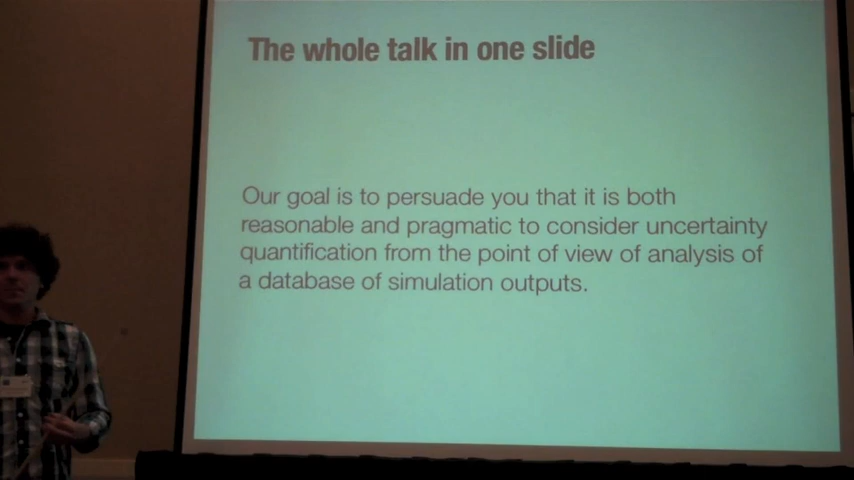 The whole talk in one slide
Our goal is to persuade you that it is both
reasonable and pragmatic to consider uncertainty
quantification from the point of view of analysis of
a database of simulation outputs.